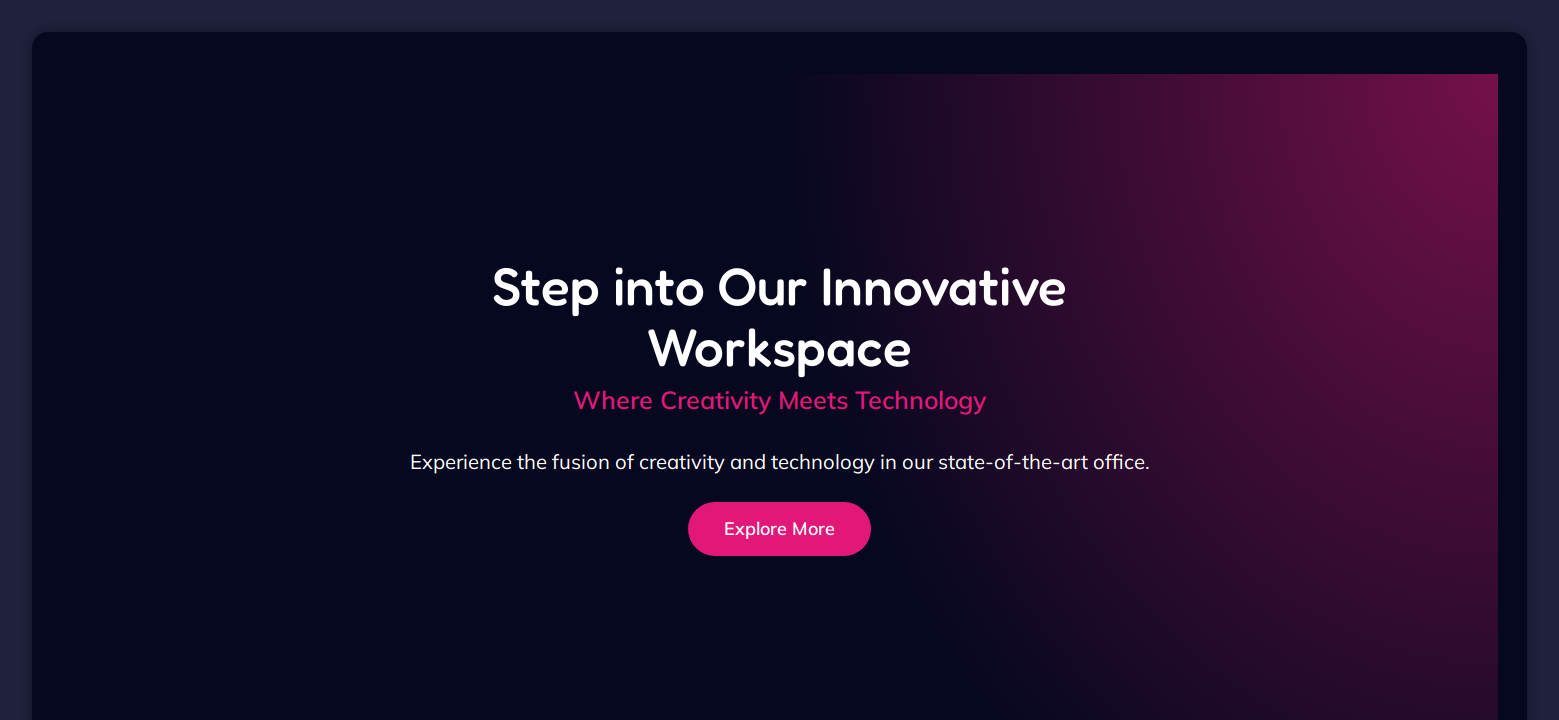 Step into Our Innovative
Workspace
Where Creativity Meets Technology
Experience the fusion of creativity and technology in our state-of-the-art office.
Explore More